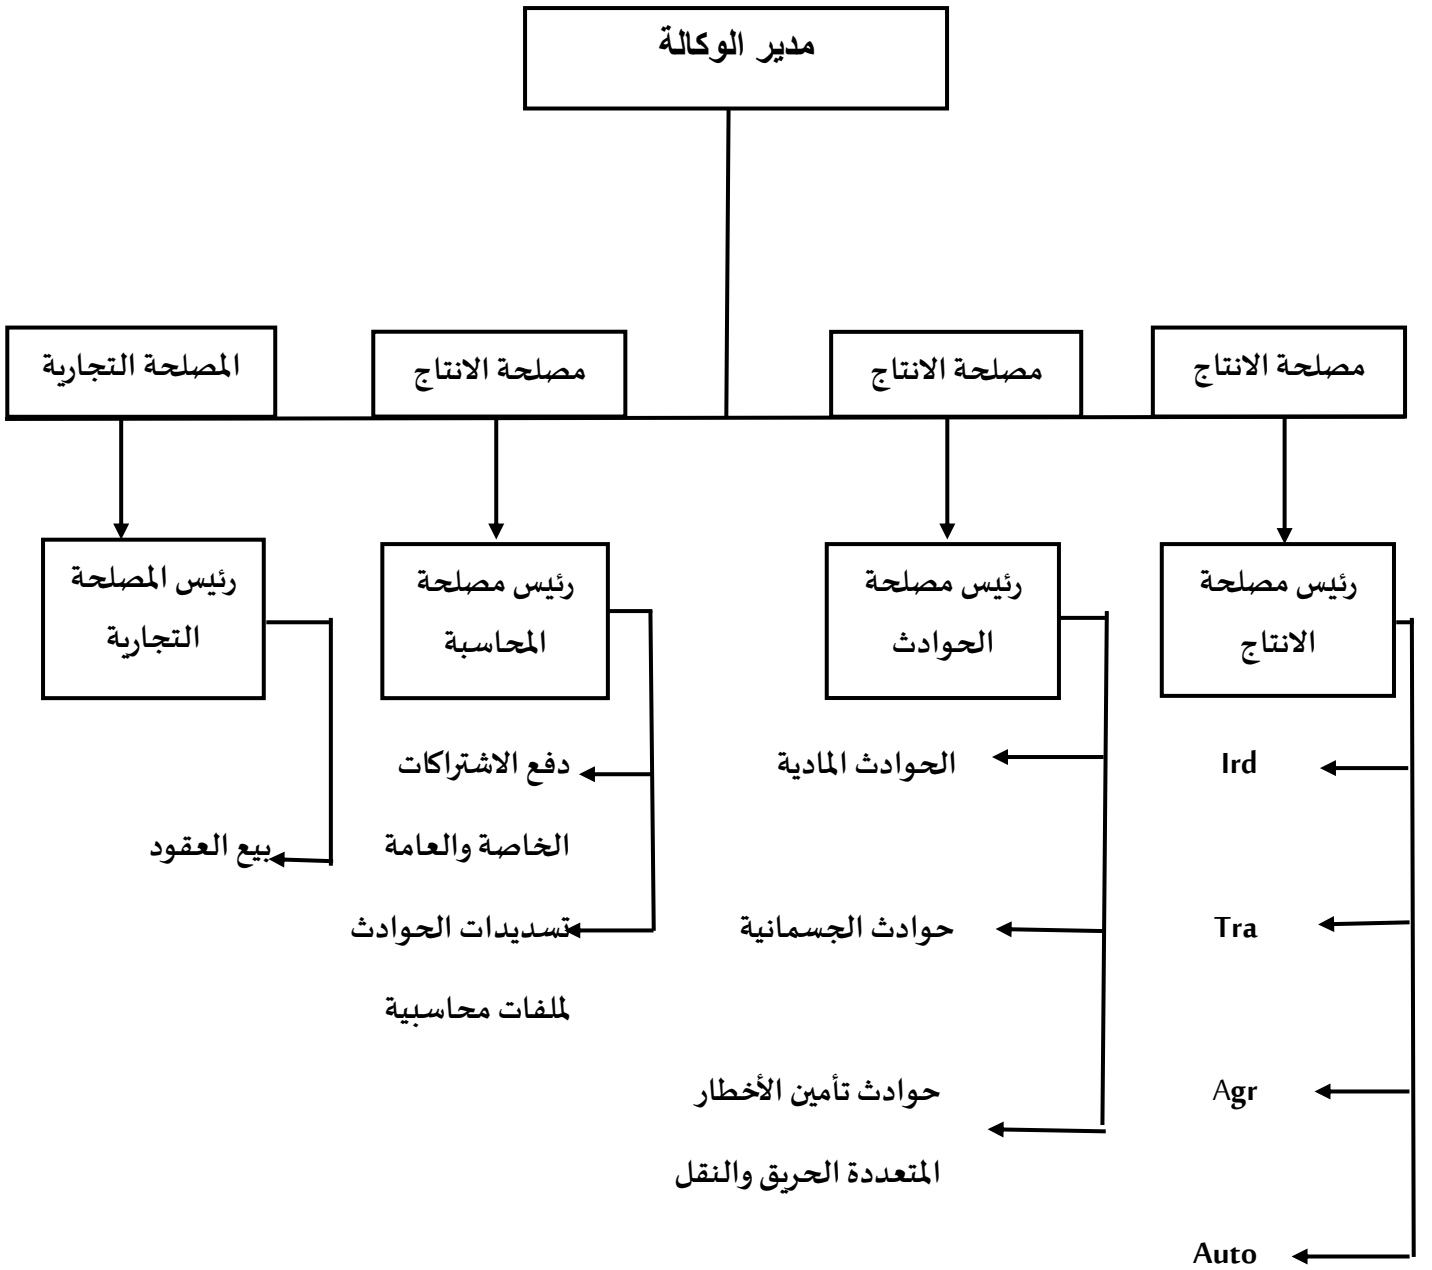 مدير الوكالة
مصلحة الانتاج
مصلحة الانتاج
مصلحة الانتاج
المصلحة التجارية
رئيس مصلحة
الانتاج
رئيس مصلحة
الحوادث
رئيس مصلحة
المحاسبة
رئيس المصلحة
التجارية
Ird
Tra
Agr
Auto
الحوادث المادية
حوادث الجسمانية
حوادث تأمين الأخطار
المتعددة الحريق والنقل
دفع الاشتراكات
الخاصة والعامة
تسديدات الحوادث
لملفات محاسبية
بيع العقود